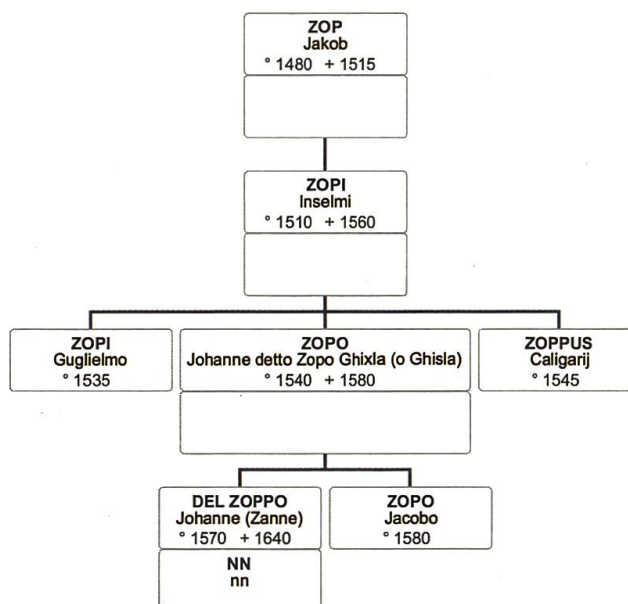 ZOP
Jakob
° 1480 + 1515
ZOPI
Inselmi
° 1510 + 1560
ZOPI
Guglielmo
° 1535
ZOPO
Johanne detto Zopo Ghixla (o Ghisla)
° 1540 + 1580
ZOPPUS
Caligarij
° 1545
DEL ZOPPO
Johanne (Zanne)
° 1570 + 1640
NN
nn
ZOPO
Jacobo
° 1580